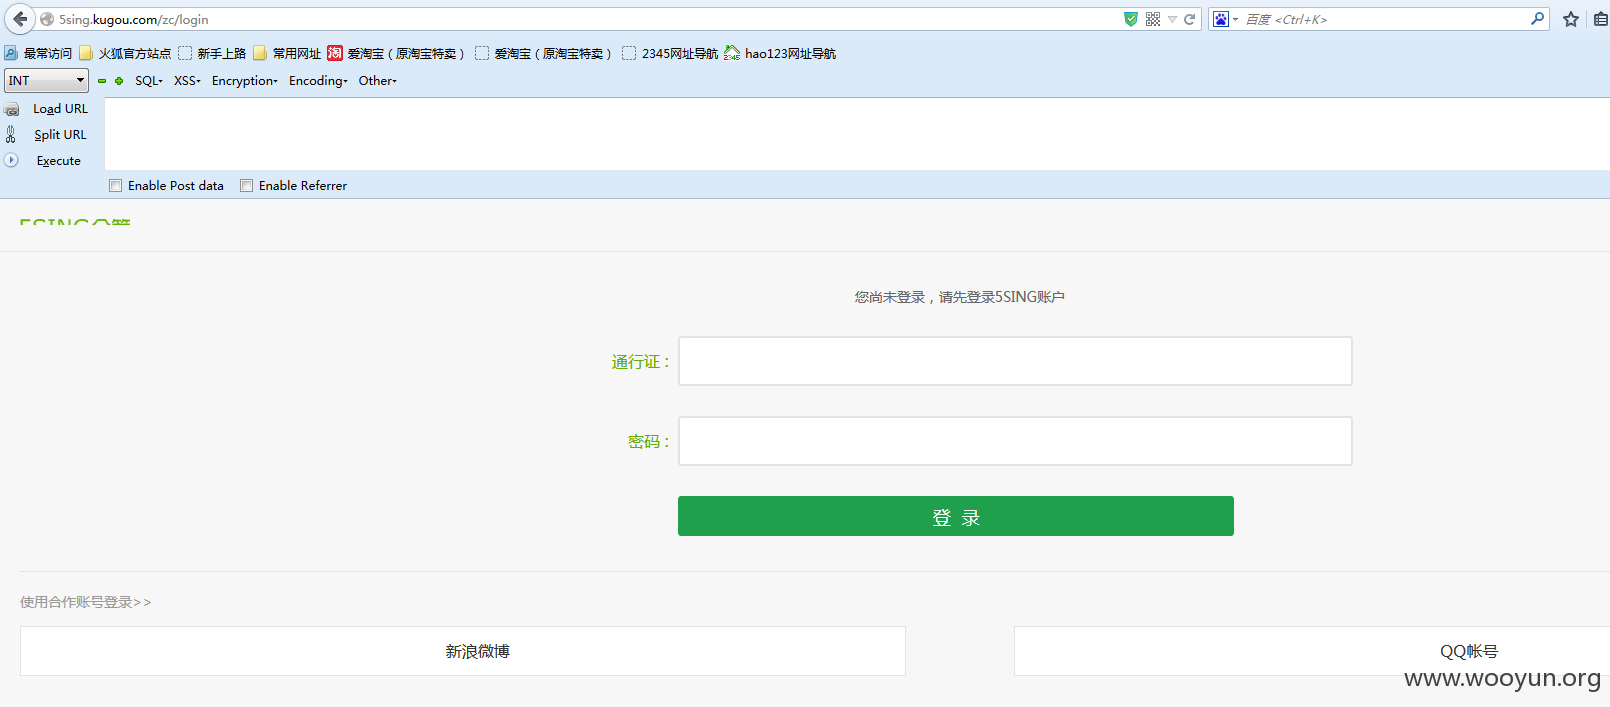 5sing.kugou.com/zc/login
百度 <Ctrl+K>
最常访问 火狐官方站点 新手上路 常用网址 淘 爱淘宝（原淘宝特卖） 爱淘宝（原淘宝特卖） 2345网址导航 2345 hao123网址导航
INT SQL XSS Encryption Encoding Other
Load URL
Split URL
Execute
Enable Post data Enable Referrer
您尚未登录，请先登录5SING账户
通行证：
密码：
登 录
使用合作账号登录>>
新浪微博
QQ帐号
www.wooyun.org